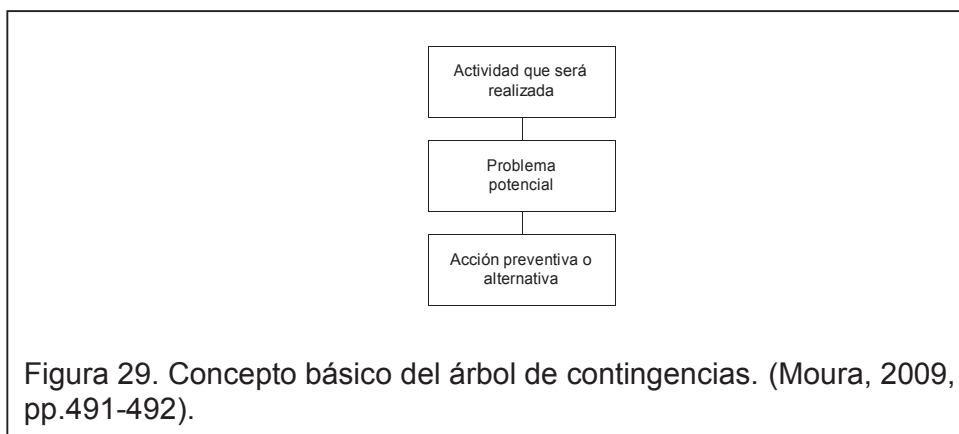 Actividad que será
realizada
Problema
potencial
Acción preventiva o
alternativa
Figura 29. Concepto básico del árbol de contingencias. (Moura, 2009,
pp.491-492).